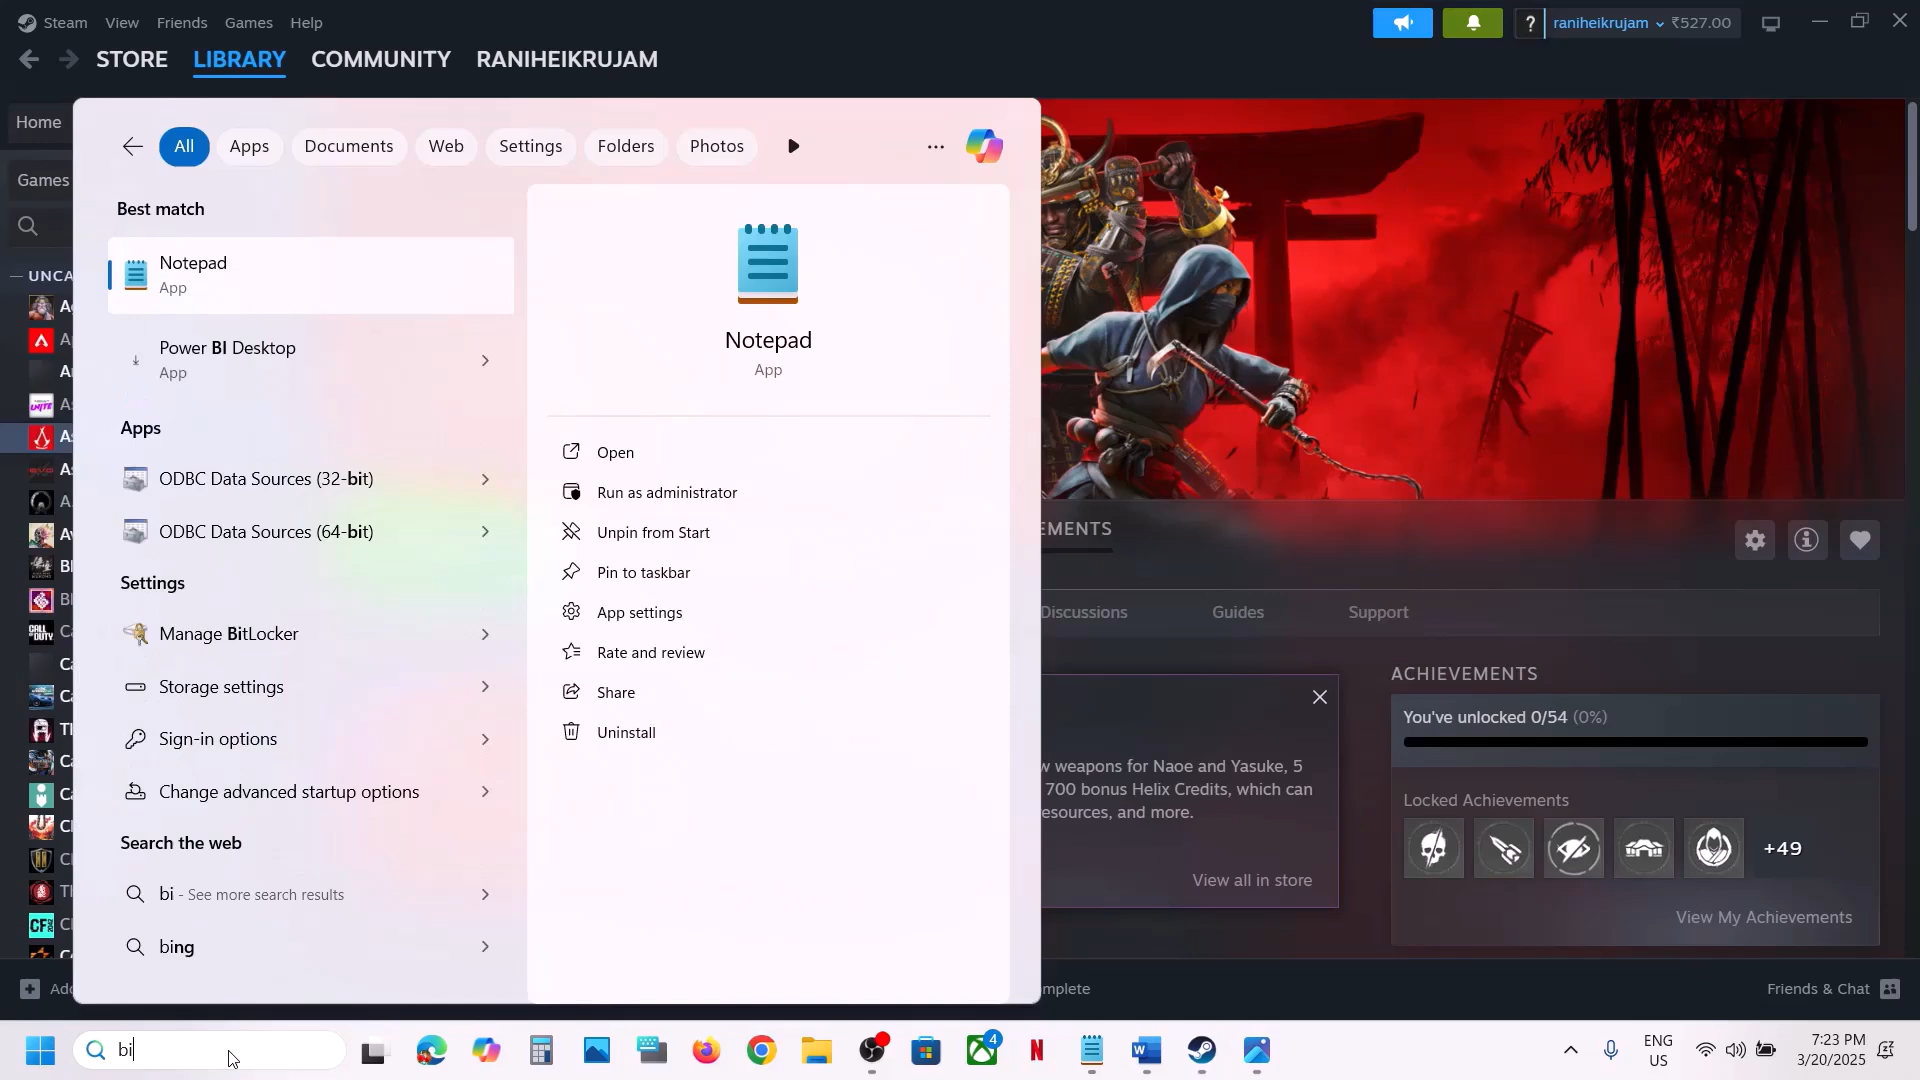 Steam View Friends Games Help
raniheikrujam ₹527.00
STORE LIBRARY COMMUNITY RANIHEIKRUJAM
Home
Games
All Apps Documents Web Settings Folders Photos
Best match
Notepad
App
Power BI Desktop
App
Apps
ODBC Data Sources (32-bit)
ODBC Data Sources (64-bit)
Settings
Manage BitLocker
Storage settings
Sign-in options
Change advanced startup options
Search the web
bi - See more search results
bing
Notepad
App
Open
Run as administrator
Unpin from Start
Pin to taskbar
App settings
Rate and review
Share
Uninstall
EMENTS
Discussions Guides Support
w weapons for Naoe and Yasuke, 5
700 bonus Helix Credits, which can
esources, and more.
View all in store
ACHIEVEMENTS
You've unlocked 0/54 (0%)
Locked Achievements
+49
View My Achievements
mplete
Friends & Chat
bi
4
ENG
US
7:23 PM
3/20/2025